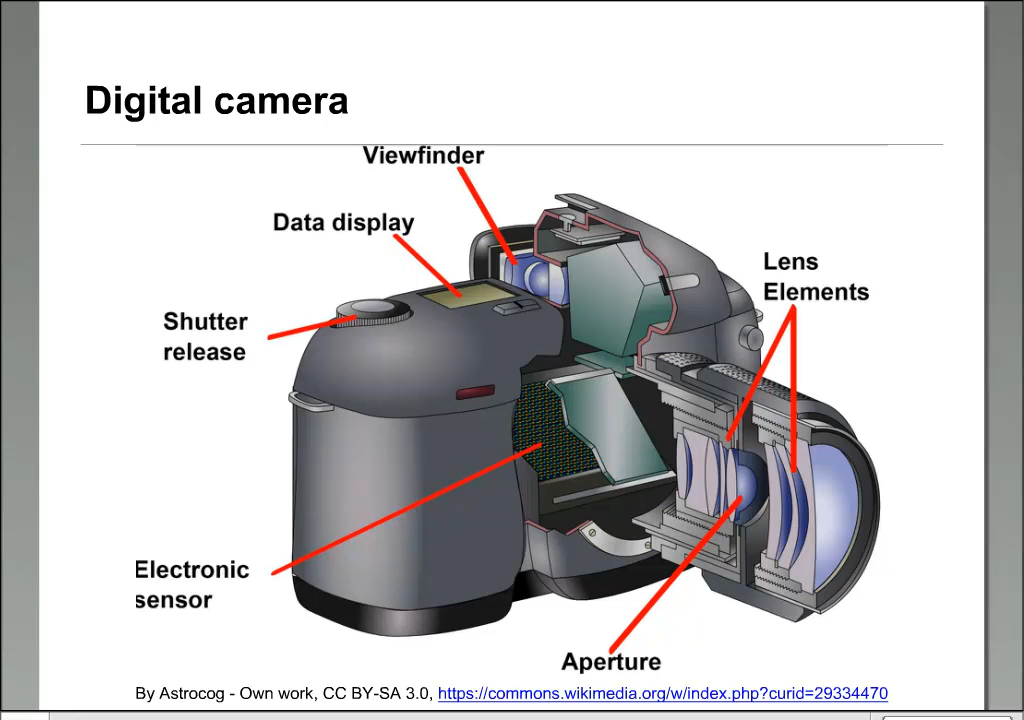 Digital camera
Viewfinder
Data display
Lens
Elements
Shutter
release
Electronic
sensor
Aperture
By Astrocog - Own work, CC BY-SA 3.0, https://commons.wikimedia.org/w/index.php?curid=29334470